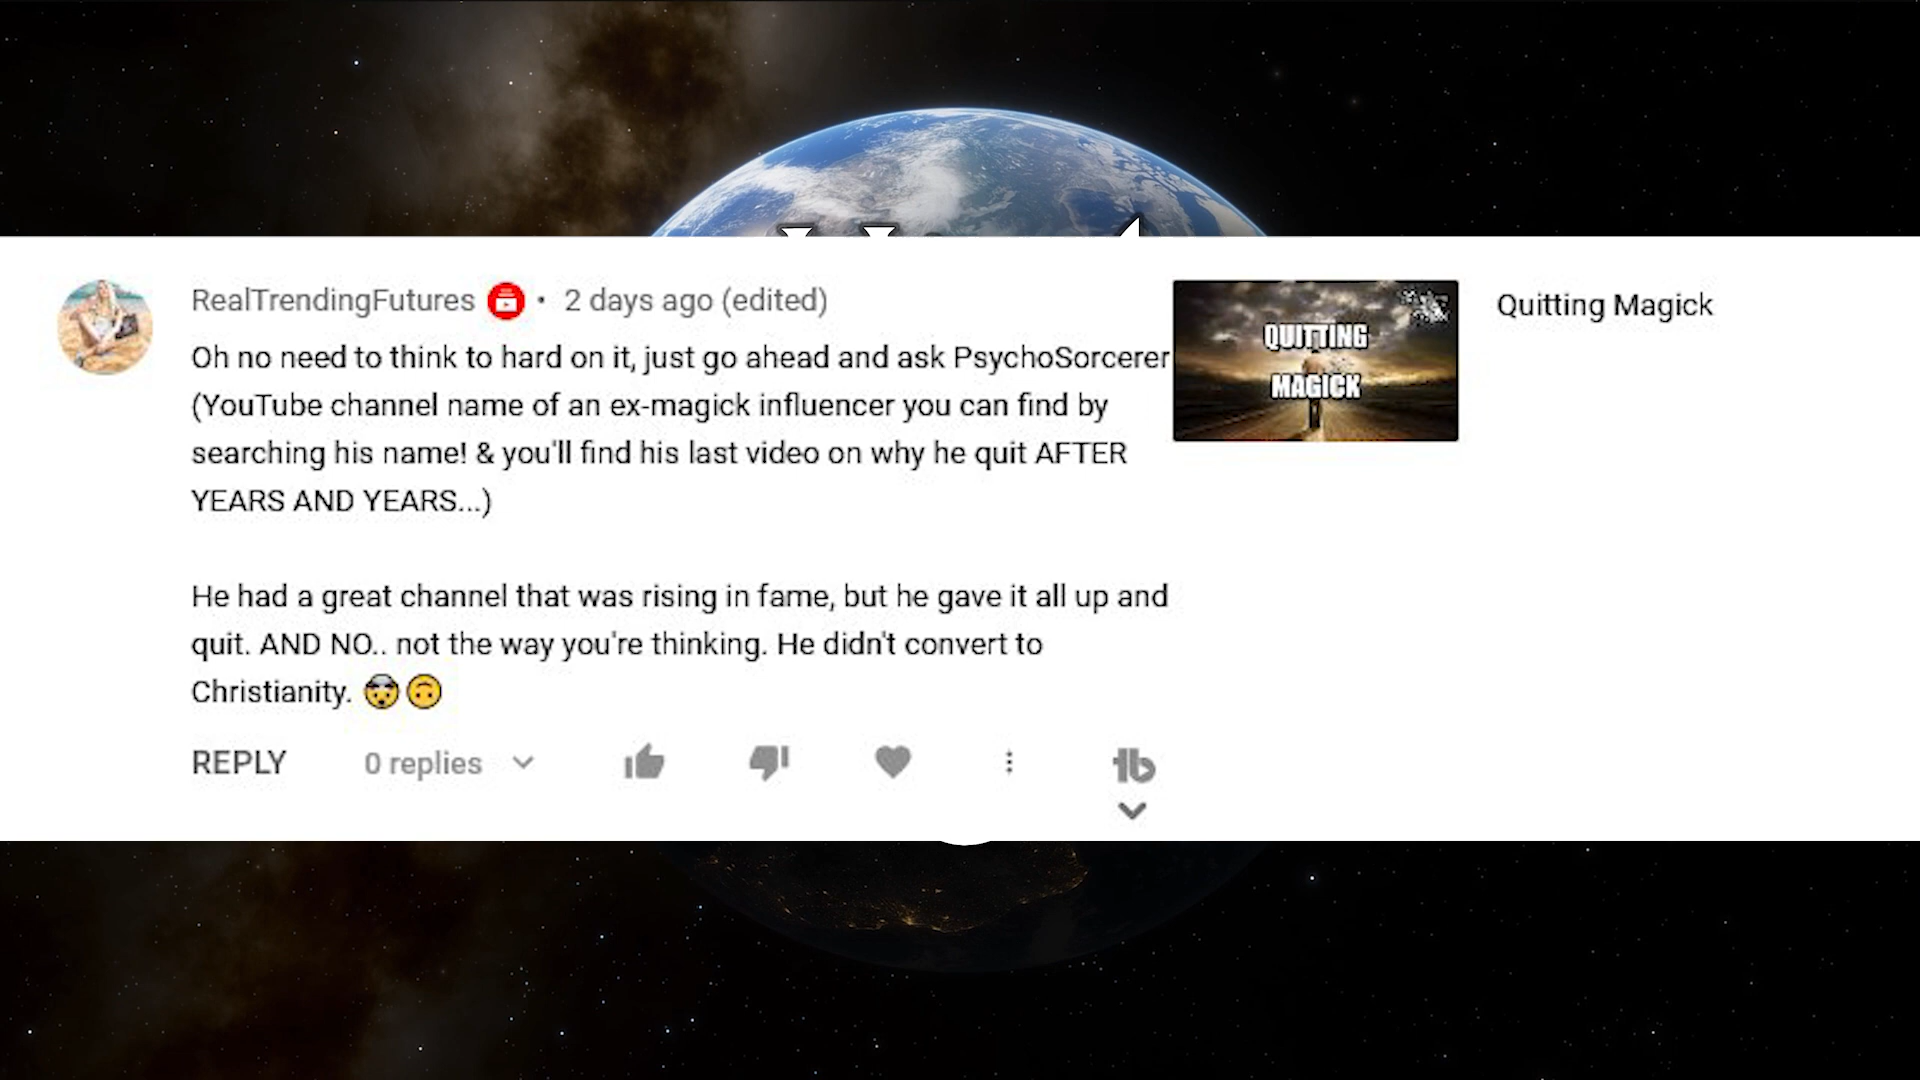 RealTrendingFutures • 2 days ago (edited)
Oh no need to think to hard on it, just go ahead and ask PsychoSorcerer
(YouTube channel name of an ex-magick influencer you can find by
searching his name! & you'll find his last video on why he quit AFTER
YEARS AND YEARS...)
He had a great channel that was rising in fame, but he gave it all up and
quit. AND NO.. not the way you're thinking. He didn't convert to
Christianity. 🤯🙃
REPLY 0 replies
QUITTING
MAGICK
Quitting Magick